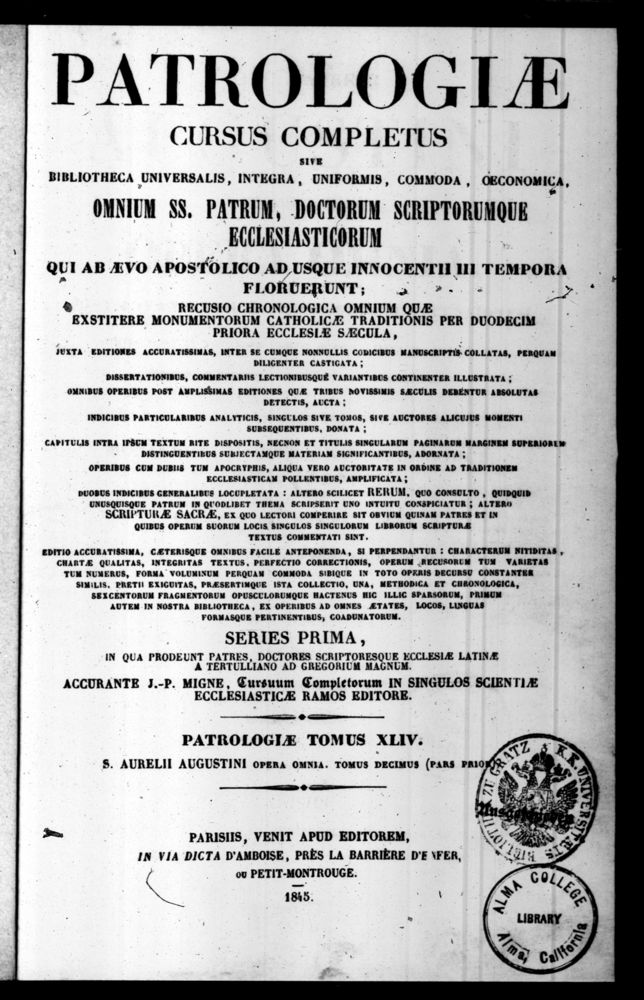 PATROLOGIÆ
CURSUS COMPLETUS
SIVE
BIBLIOTHECA UNIVERSALIS, INTEGRA, UNIFORMIS, COMMODA, OECONOMICA,
OMNIUM SS. PATRUM, DOCTORUM SCRIPTORUMQUE
ECCLESIASTICORUM
QUI AB ÆVO APOSTOLICO AD USQUE INNOCENTII III TEMPORA
FLORUERUNT;
RECUSIO CHRONOLOGICA OMNIUM QUÆ
EXSTITERE MONUMENTORUM CATHOLICÆ TRADITIONIS PER DUODECIM
PRIORA ECCLESIÆ SÆCULA,
JUXTA EDITIONES ACCURATISSIMAS, INTER SE CUMQUE NONNULLIS CODICIBUS MANUSCRIPTIS COLLATAS, PERQUAM
DILIGENTER CASTIGATA;
DISSERTATIONIBUS, COMMENTARIIS LECTIONIBUSQUE VARIANTIBUS CONTINENTER ILLUSTRATA;
OMNIBUS OPERIBUS POST AMPLISSIMAS EDITIONES QUÆ TRIBUS NOVISSIMIS SÆCULIS DEBENTUR ABSOLUTAS
DETECTIS, AUCTA;
INDICIBUS PARTICULARIBUS ANALYTICIS, SINGULOS SIVE TOMOS, SIVE AUCTORES ALICUJUS MOMENTI
SUBSEQUENTIBUS, DONATA;
CAPITULIS INTRA IPSUM TEXTUM RITE DISPOSITIS, NECNON ET TITULIS SINGULARUM PAGINARUM MARGINEM SUPERIOREM
DISTINGUENTIBUS SUBJECTAMQUE MATERIAM SIGNIFICANTIBUS, ADORNATA;
OPERIBUS CUM DUBIIS TUM APOCRYPHIS, ALIQUA VERO AUCTORITATE IN ORDINE AD TRADITIONEM
ECCLESIASTICAM POLLENTIBUS, AMPLIFICATA;
DUOBUS INDICIBUS GENERALIBUS LOCUPLETATA : ALTERO SCILICET RERUM, QUO CONSULTO, QUIDQUID
UNUSQUISQUE PATRUM IN QUODLIBET THEMA SCRIPSERIT UNO INTUITU CONSPICIATUR; ALTERO
SCRIPTURÆ SACRÆ, EX QUO LECTORI COMPERIRE SIT OBVIUM QUINAM PATRES ET IN
QUIBUS OPERUM SUORUM LOCIS SINGULOS SINGULORUM LIBRORUM SCRIPTURÆ
TEXTUS COMMENTATI SINT.
EDITIO ACCURATISSIMA, CÆTERISQUE OMNIBUS FACILE ANTEPONENDA, SI PERPENDANTUR : CHARACTERUM NITIDITAS,
CHARTÆ QUALITAS, INTEGRITAS TEXTUS, PERFECTIO CORRECTIONIS, OPERUM RECUSORUM TUM VARIETAS
TUM NUMERUS, FORMA VOLUMINUM PERQUAM COMMODA SIBIQUE IN TOTO OPERIS DECURSU CONSTANTER
SIMILIS, PRETII EXIGUITAS, PRÆSERTIMQUE ISTA COLLECTIO, UNA, METHODICA ET CHRONOLOGICA,
SEXCENTORUM FRAGMENTORUM OPUSCULORUMQUE HACTENUS HIC ILLIC SPARSORUM, PRIMUM
AUTEM IN NOSTRA BIBLIOTHECA, EX OPERIBUS AD OMNES ÆTATES, LOCOS, LINGUAS
FORMASQUE PERTINENTIBUS, COADUNATORUM.
SERIES PRIMA,
IN QUA PRODEUNT PATRES, DOCTORES SCRIPTORESQUE ECCLESIÆ LATINÆ
A TERTULLIANO AD GREGORIUM MAGNUM.
ACCURANTE J.-P. MIGNE, Cursuum Completorum IN SINGULOS SCIENTIÆ
ECCLESIASTICÆ RAMOS EDITORE.
PATROLOGIÆ TOMUS XLIV.
S. AURELII AUGUSTINI OPERA OMNIA. TOMUS DECIMUS (PARS PRIOR
K.K. UNIVERSITÆTS BIBLIOTH. ZU GRATZ
Ausgeschieden
PARISIIS, VENIT APUD EDITOREM,
IN VIA DICTA D'AMBOISE, PRÈS LA BARRIÈRE D'ENFER,
OU PETIT-MONTROUGE.
1845.
ALMA COLLEGE
LIBRARY
Alma, California